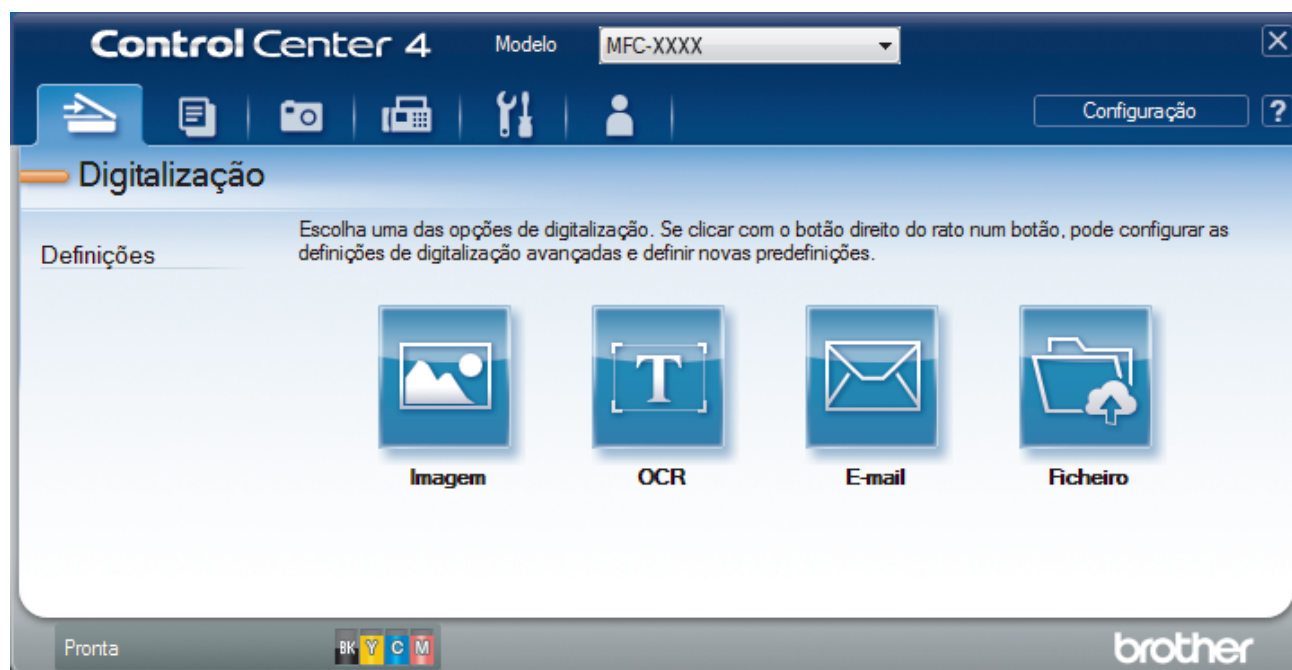 Control Center 4
Modelo
MFC-XXXX
Configuração
?
Digitalização
Definições
Escolha uma das opções de digitalização. Se clicar com o botão direito do rato num botão, pode configurar as
definições de digitalização avançadas e definir novas predefinições.
T
Imagem
OCR
E-mail
Ficheiro
Pronta
BK Y C M
brother